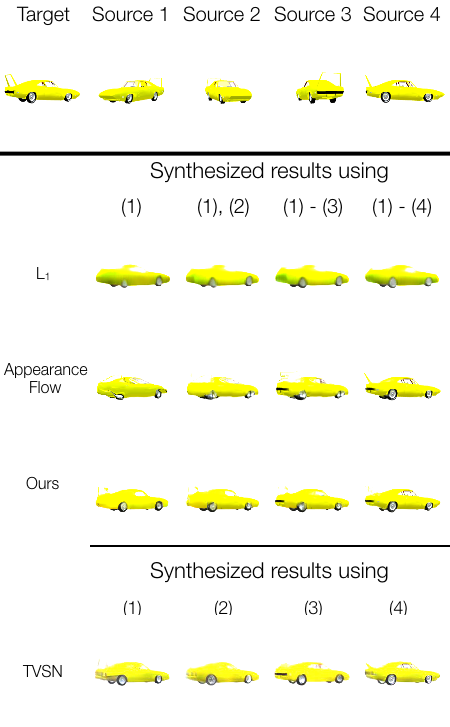 Target Source 1 Source 2 Source 3 Source 4
Synthesized results using
(1) (1), (2) (1) - (3) (1) - (4)
L₁
Appearance
Flow
Ours
Synthesized results using
(1) (2) (3) (4)
TVSN